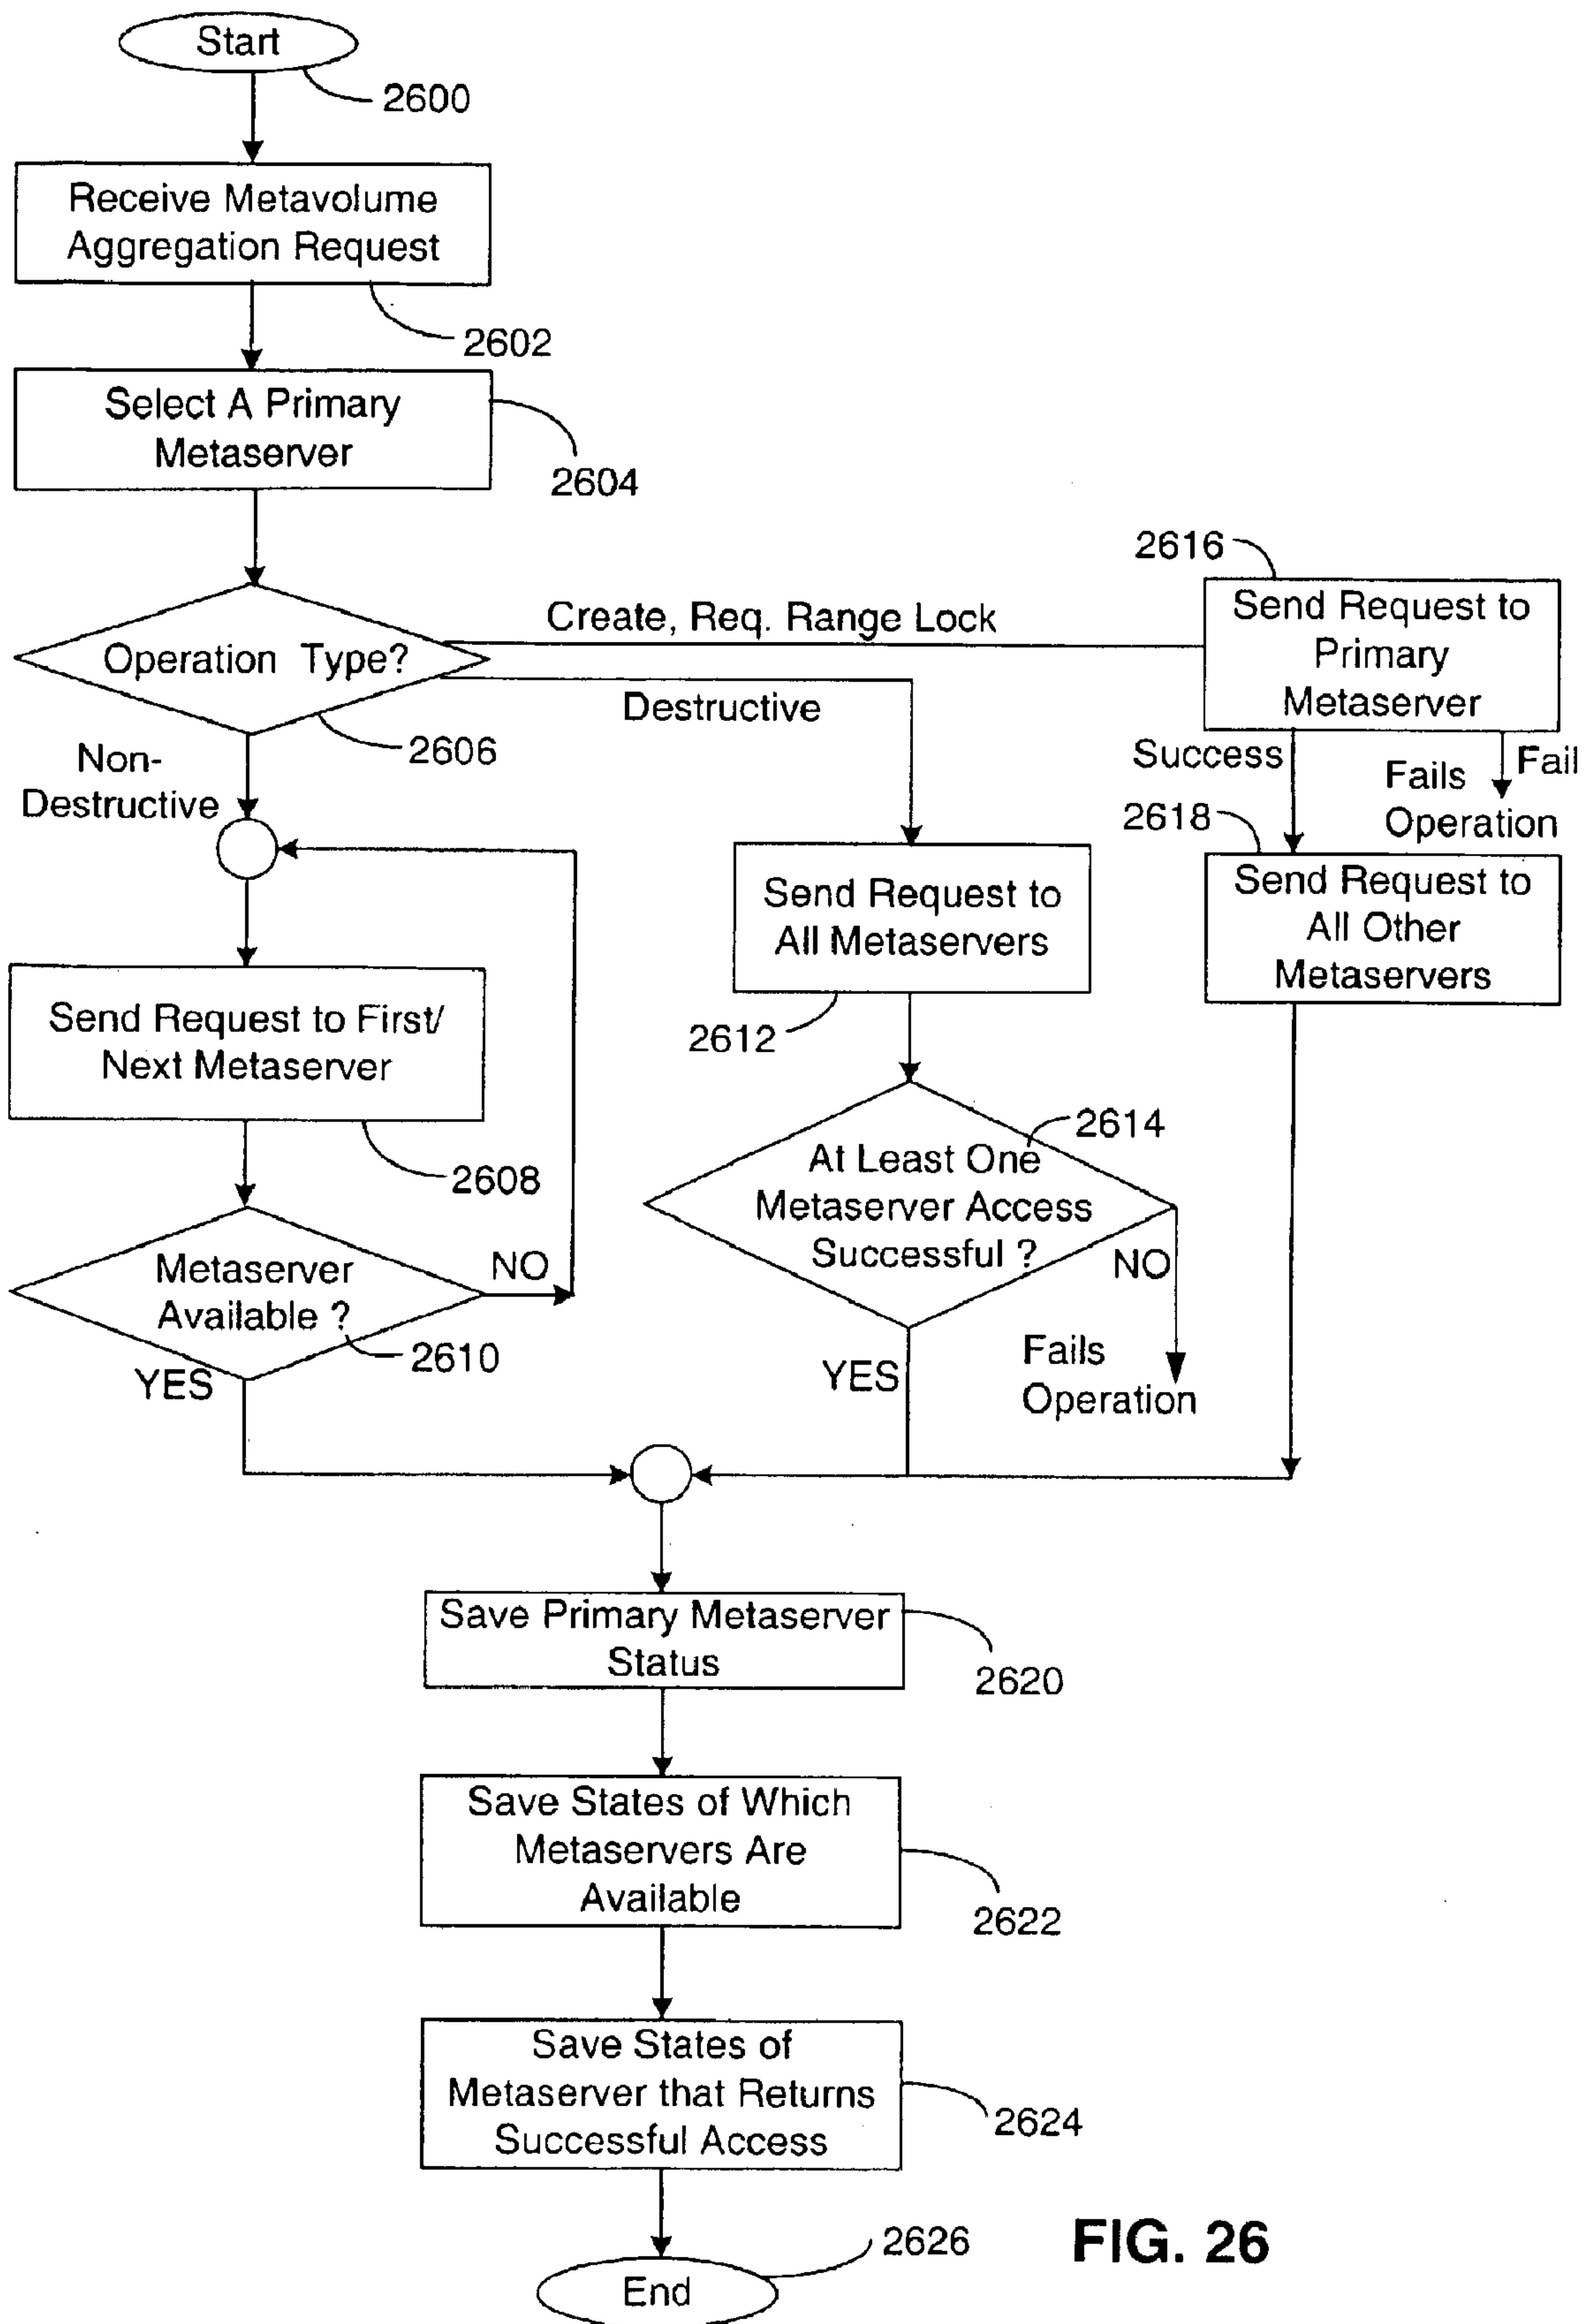 Start
2600
Receive Metavolume
Aggregation Request
2602
Select A Primary
Metaserver
2604
Operation Type?
2606
Create, Req. Range Lock
Destructive
Non-
Destructive
2616
Send Request to
Primary
Metaserver
Success
Fail
Fails
Operation
2618
Send Request to
All Other
Metaservers
Send Request to
All Metaservers
2612
Send Request to First/
Next Metaserver
2608
2614
At Least One
Metaserver Access
Successful ?
NO
Fails
Operation
YES
Metaserver
Available ?
NO
2610
YES
Save Primary Metaserver
Status
2620
Save States of Which
Metaservers Are
Available
2622
Save States of
Metaserver that Returns
Successful Access
2624
2626
End
FIG. 26